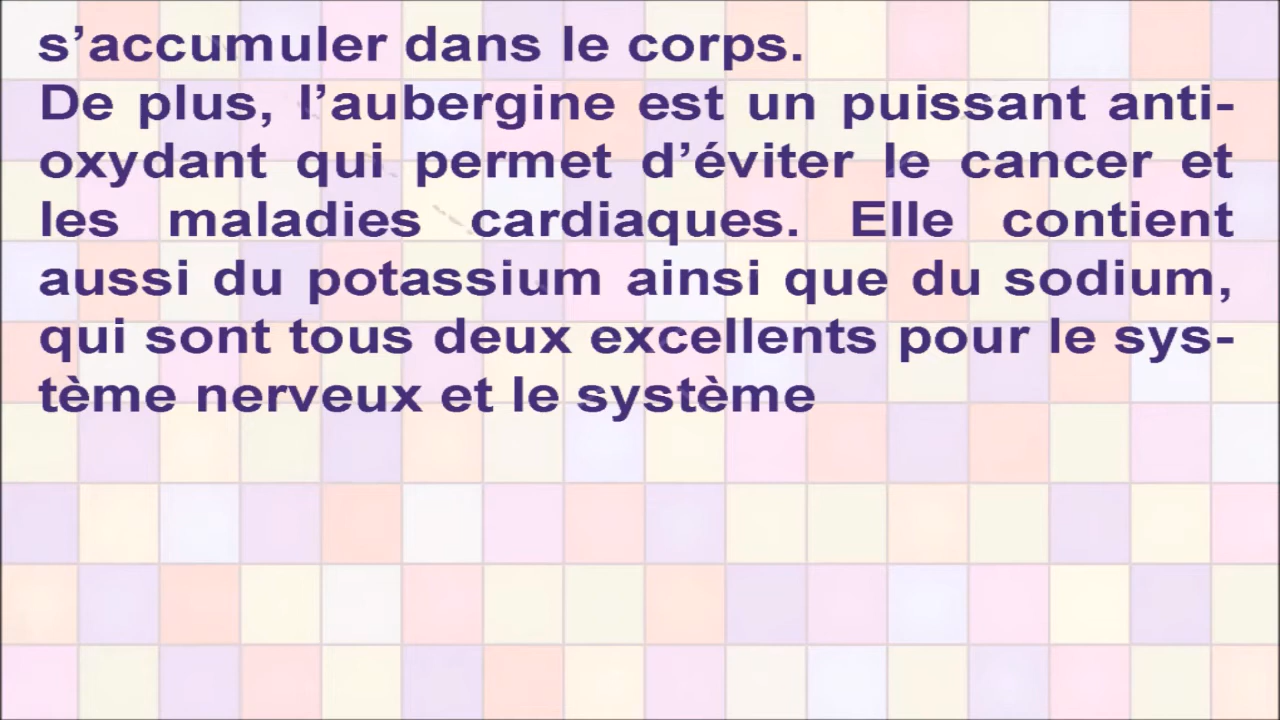 s’accumuler dans le corps.
De plus, l’aubergine est un puissant anti-
oxydant qui permet d’éviter le cancer et
les maladies cardiaques. Elle contient
aussi du potassium ainsi que du sodium,
qui sont tous deux excellents pour le sys-
tème nerveux et le système